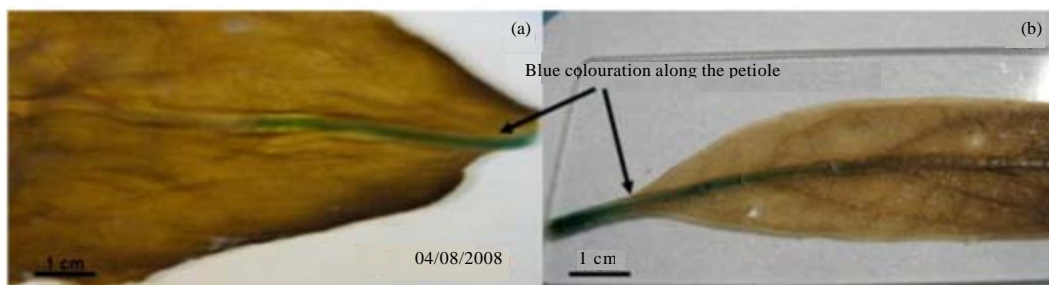 (a)
(b)
Blue colouration along the petiole
04/08/2008
1 cm
1 cm